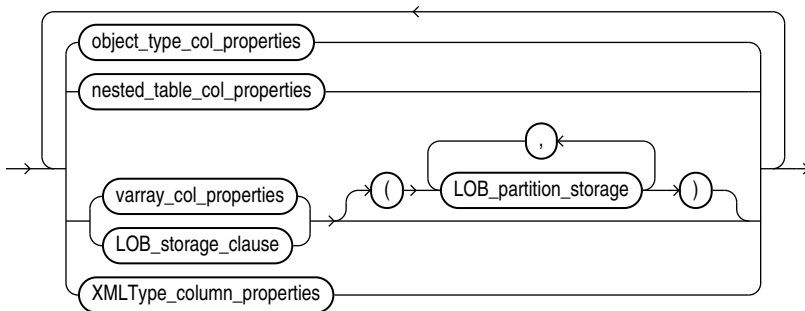 object_type_col_properties
nested_table_col_properties
,
varray_col_properties
( LOB_partition_storage )
LOB_storage_clause
XMLType_column_properties